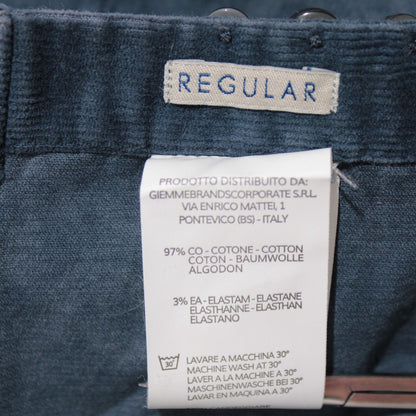 REGULAR
PRODOTTO DISTRIBUITO DA:
GIEMMEBRANDSCORPORATE S.R.L.
VIA ENRICO MATTEI, 1
PONTEVICO (BS) - ITALY
97% CO - COTONE - COTTON
COTON - BAUMWOLLE
ALGODON
3% EA - ELASTAM - ELASTANE
ELASTHANNE - ELASTHAN
ELASTANO
30°
LAVARE A MACCHINA 30°
MACHINE WASH AT 30°
LAVER A LA MACHINE 30°
MASCHINENWÄSCHE BEI 30°
LAVAR A MAQUINA 30°